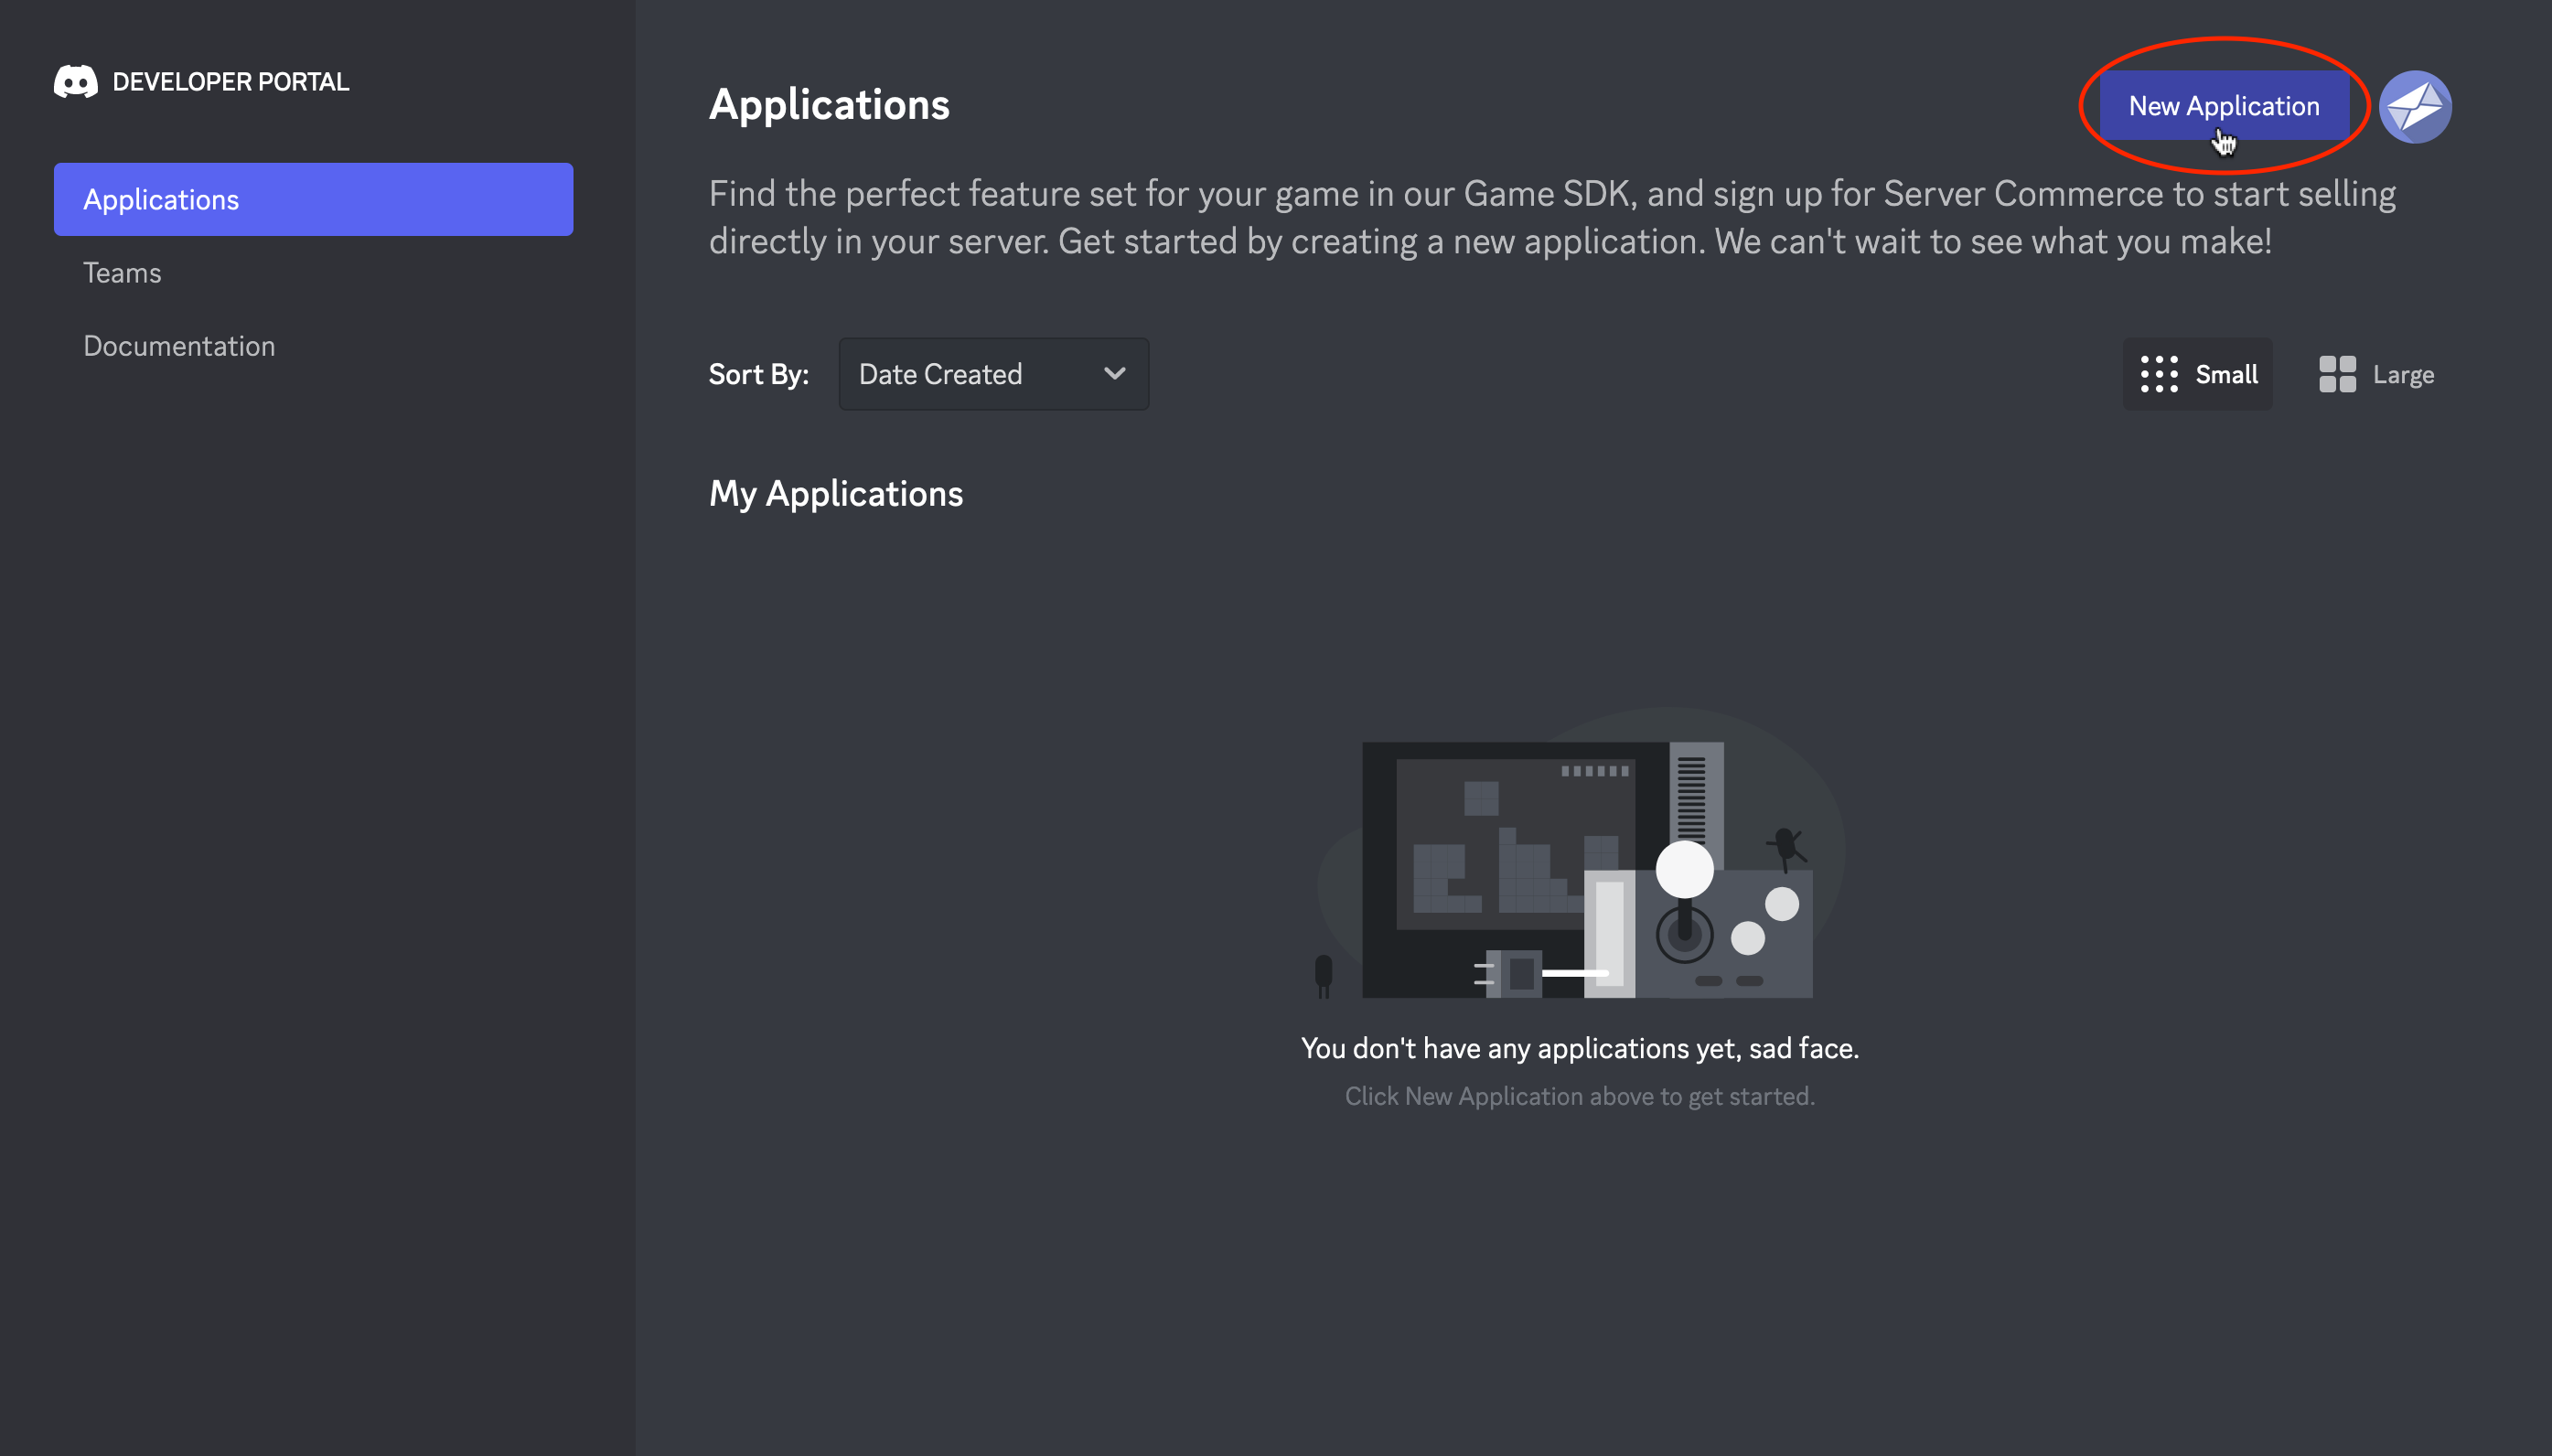 DEVELOPER PORTAL
Applications
Teams
Documentation
Applications
New Application
Find the perfect feature set for your game in our Game SDK, and sign up for Server Commerce to start selling
directly in your server. Get started by creating a new application. We can't wait to see what you make!
Sort By:
Date Created
Small
Large
My Applications
You don't have any applications yet, sad face.
Click New Application above to get started.